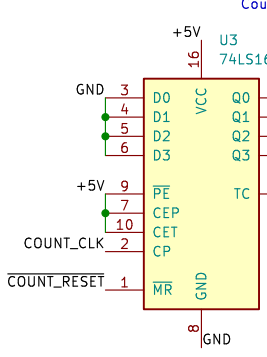 Cou
+5V
U3
74LS16
16
VCC
GND
3 D0 Q0
4 D1 Q1
5 D2 Q2
6 D3 Q3
+5V
9 PE TC
7 CEP
10 CET
COUNT_CLK 2 CP
COUNT_RESET 1 MR
GND
8
GND